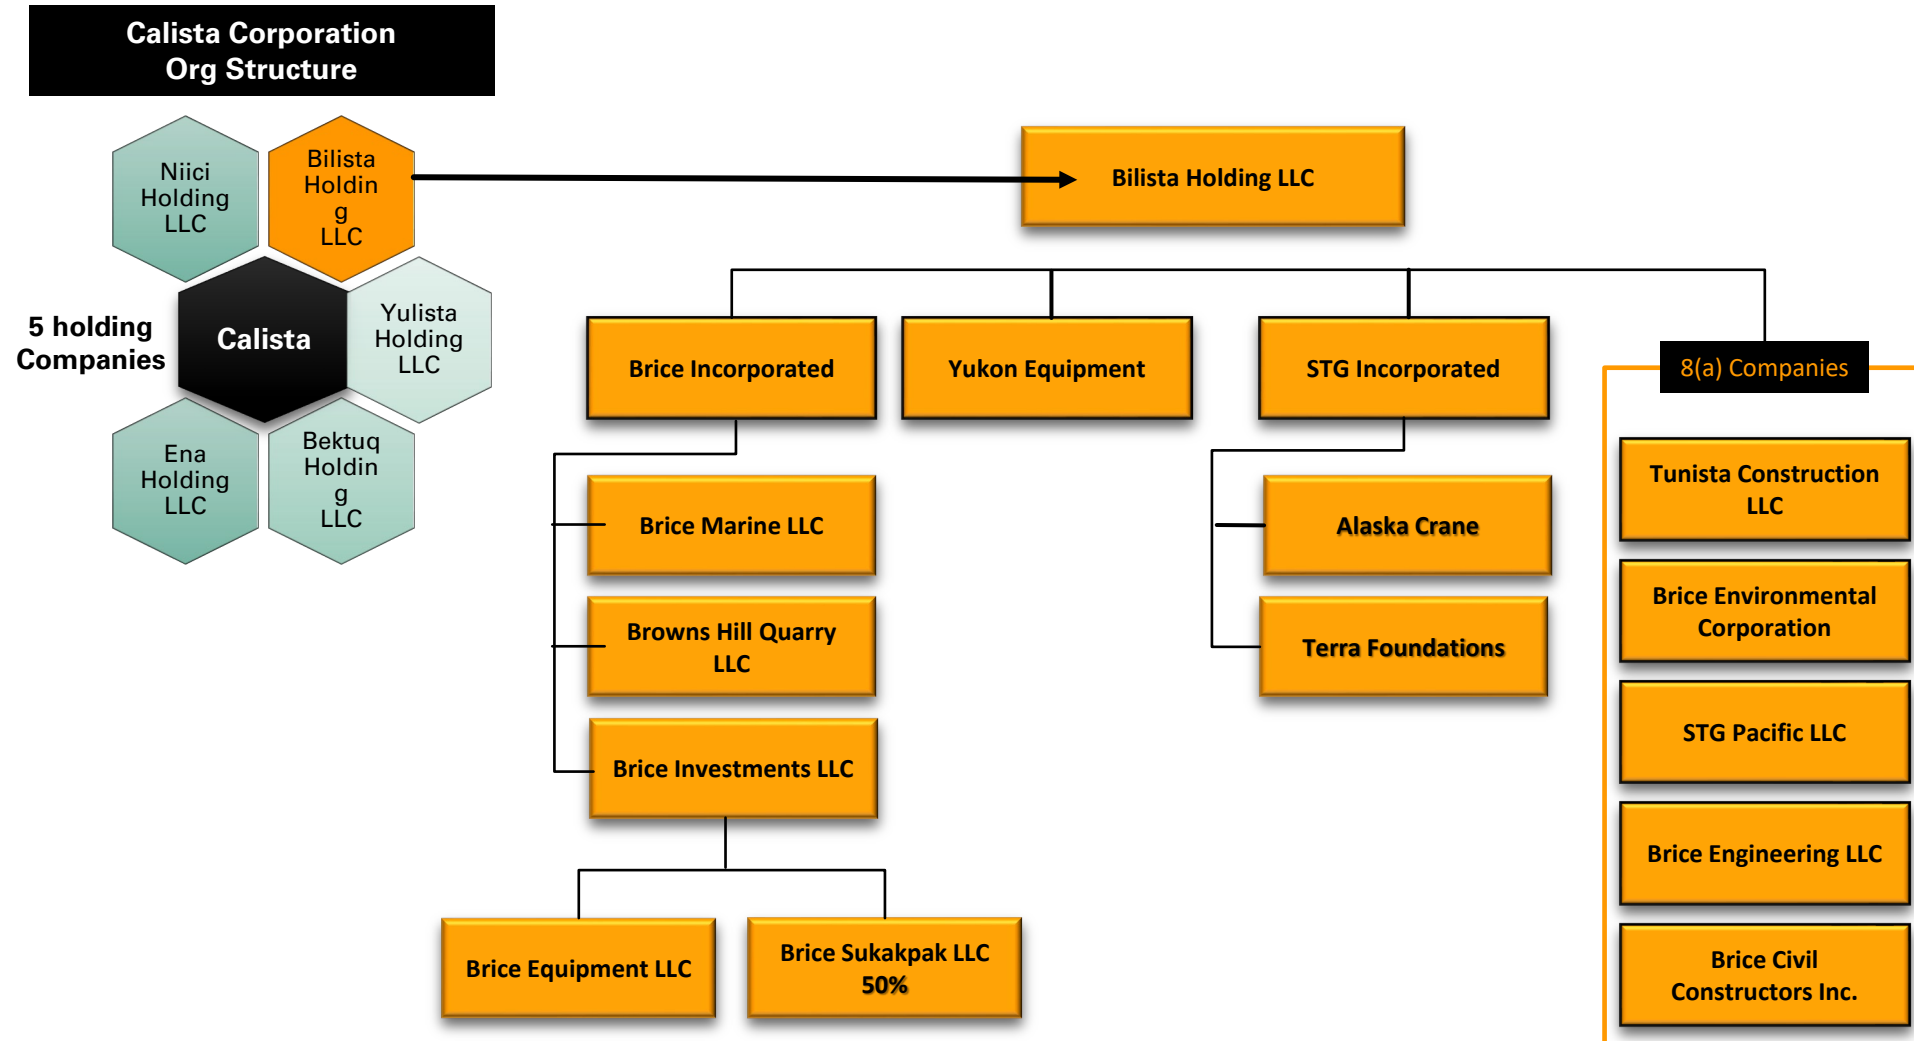 Calista Corporation
Org Structure
Niici
Holding
LLC
Bilista
Holdin
g
LLC
Calista
Yulista
Holding
LLC
5 holding
Companies
Ena
Holding
LLC
Bektuq
Holdin
g
LLC
Bilista Holding LLC
Brice Incorporated
Yukon Equipment
STG Incorporated
8(a) Companies
Brice Marine LLC
Browns Hill Quarry
LLC
Brice Investments LLC
Brice Equipment LLC
Brice Sukakpak LLC
50%
Alaska Crane
Terra Foundations
Tunista Construction
LLC
Brice Environmental
Corporation
STG Pacific LLC
Brice Engineering LLC
Brice Civil
Constructors Inc.